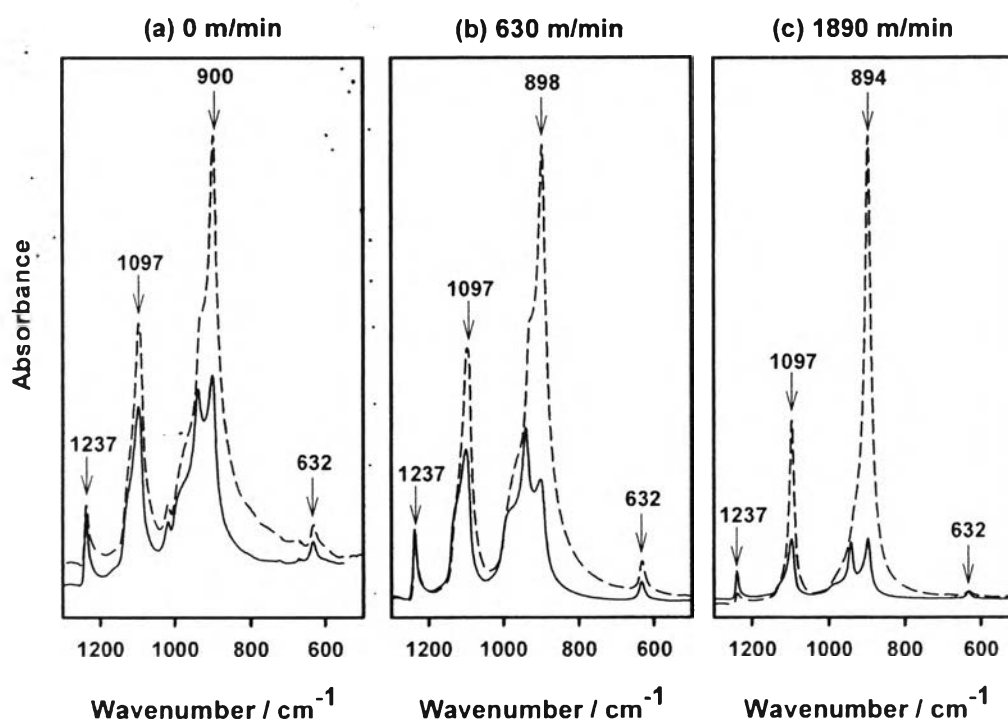 (a) 0 m/min
(b) 630 m/min
(c) 1890 m/min
Absorbance
900
1097
1237
632
898
1097
1237
632
894
1097
1237
632
1200 1000 800 600
1200 1000 800 600
1200 1000 800 600
Wavenumber / cm⁻¹
Wavenumber / cm⁻¹
Wavenumber / cm⁻¹